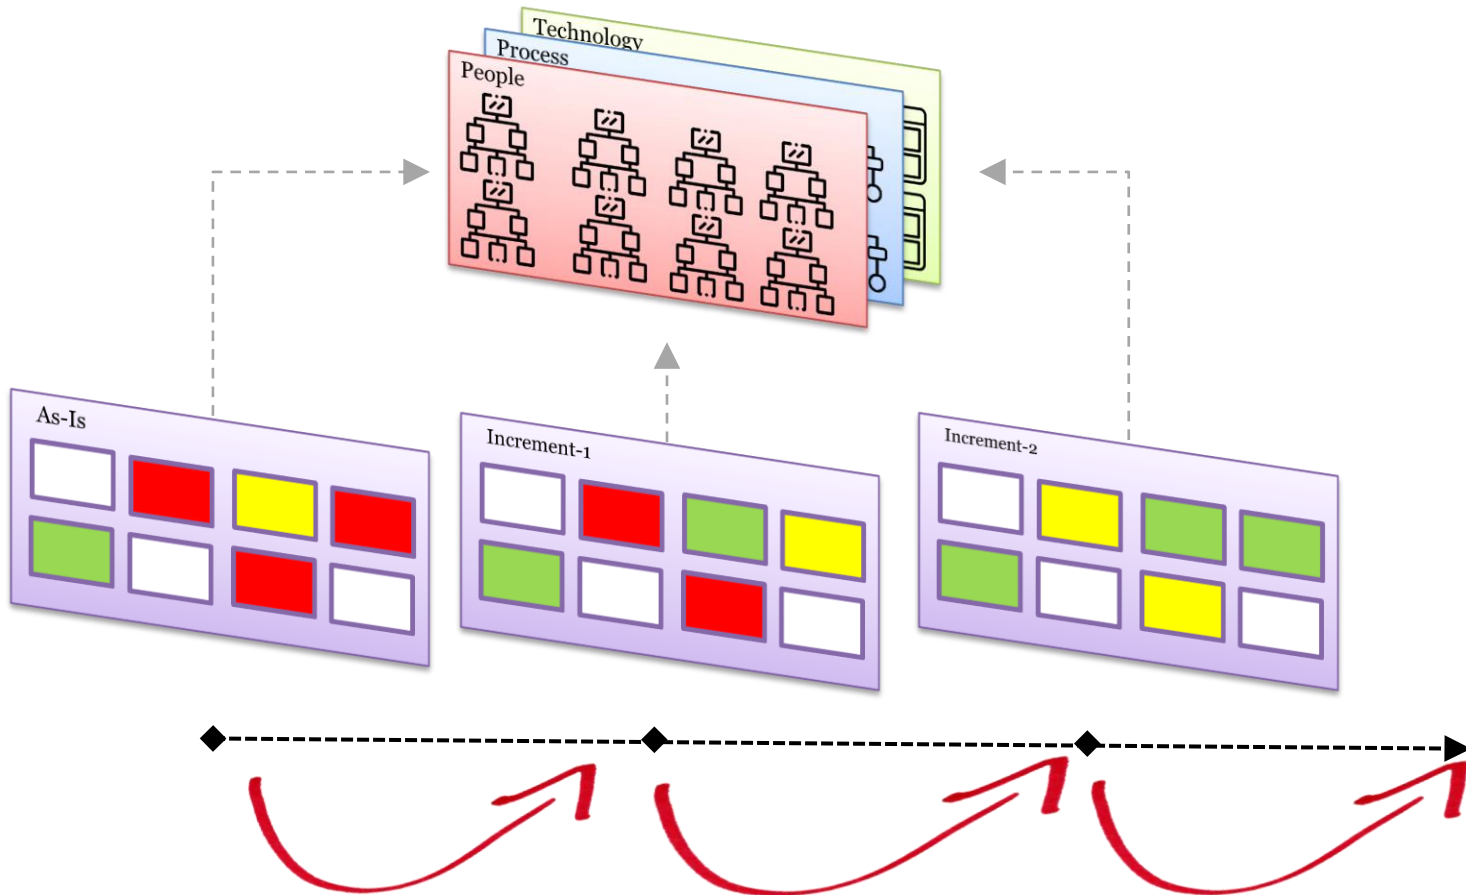 Technology
Process
People
As-Is
Increment-1
Increment-2